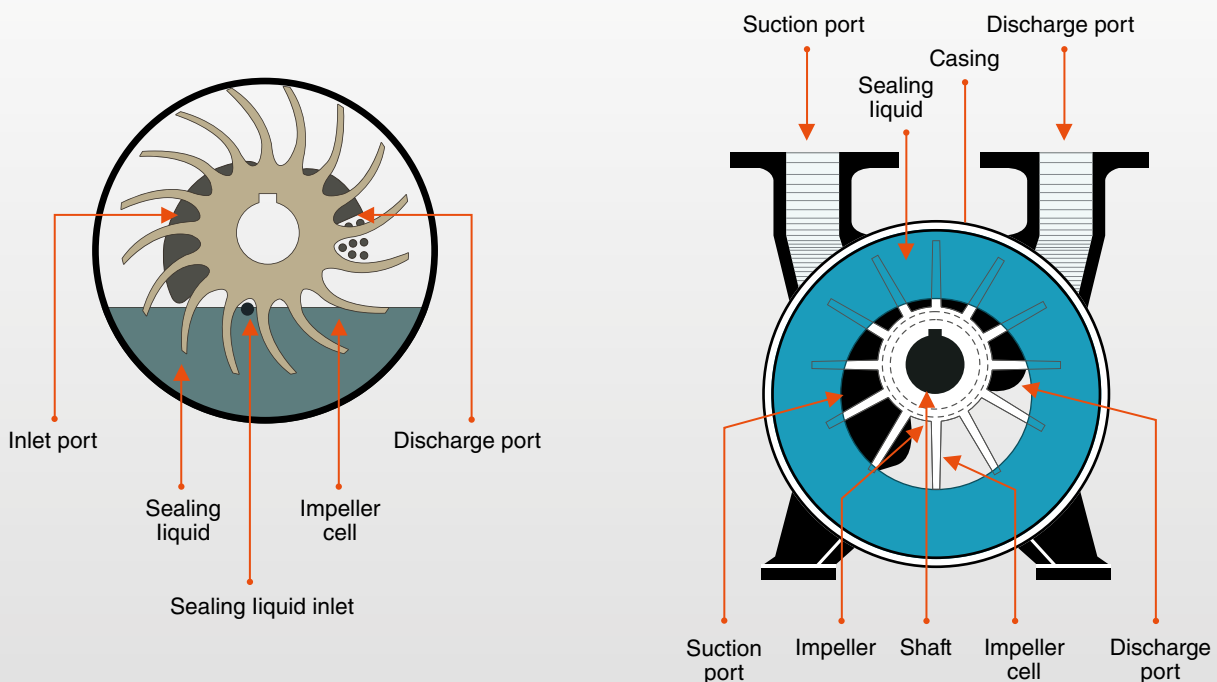 Inlet port
Discharge port
Sealing
liquid
Impeller
cell
Sealing liquid inlet
Suction port
Discharge port
Casing
Sealing
liquid
Suction
port
Impeller
Shaft
Impeller
cell
Discharge
port